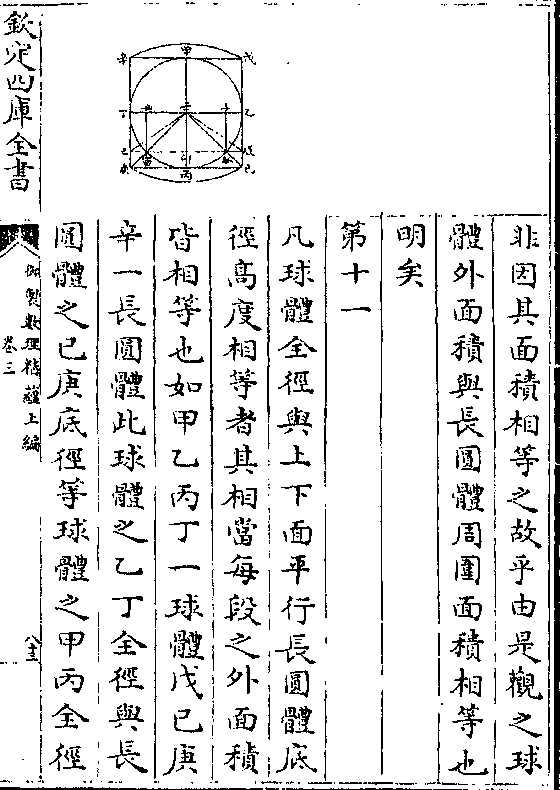 非因其面積相等之故乎由是觀之球
體外面積與長圓體周圍面積相等也
明矣
第十一
凡球體全徑與上下面平行長圓體底
徑高度相等者其相當每段之外面積
皆相等也如甲乙丙丁一球體戊己庚
辛一長圓體此球體之乙丁全徑與長
圓體之己庚底徑等球體之甲丙全徑
欽定四庫全書
御製數理精蘊上編
卷三
辛 甲 戊
丁 壬 乙
卯
庚 丙 己